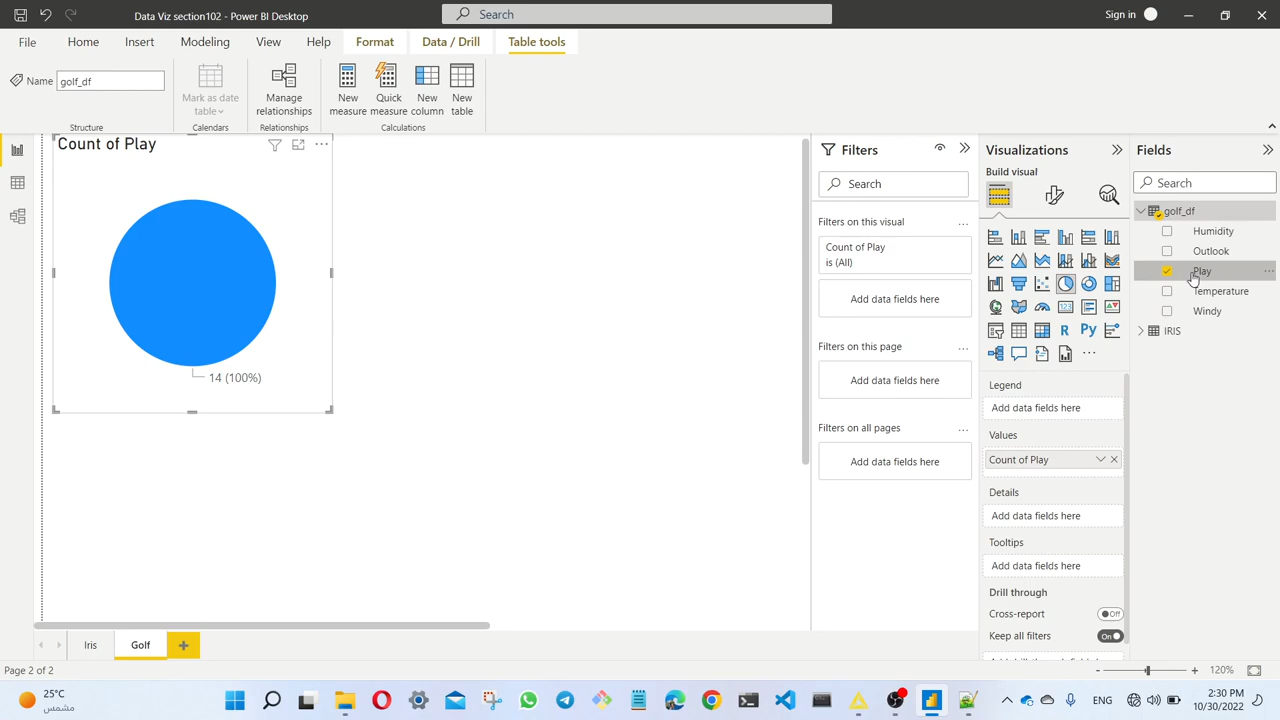 Data Viz section102 - Power BI Desktop
Search
Sign in
File
Home
Insert
Modeling
View
Help
Format
Data / Drill
Table tools
Name
golf_df
Mark as date
table
Manage
relationships
New
measure
Quick
measure
New
column
New
table
Structure
Calendars
Relationships
Calculations
Count of Play
14 (100%)
Filters
Search
Filters on this visual
...
Count of Play
is (All)
Add data fields here
Filters on this page
...
Add data fields here
Filters on all pages
...
Add data fields here
Visualizations
Build visual
R
Py
...
Legend
Add data fields here
Values
Count of Play
Details
Add data fields here
Tooltips
Add data fields here
Drill through
Cross-report
Off
Keep all filters
On
Fields
Search
golf_df
Humidity
Outlook
Play
...
Temperature
Windy
IRIS
Iris
Golf
Page 2 of 2
120%
25°C
مشمس
ENG
2:30 PM
10/30/2022